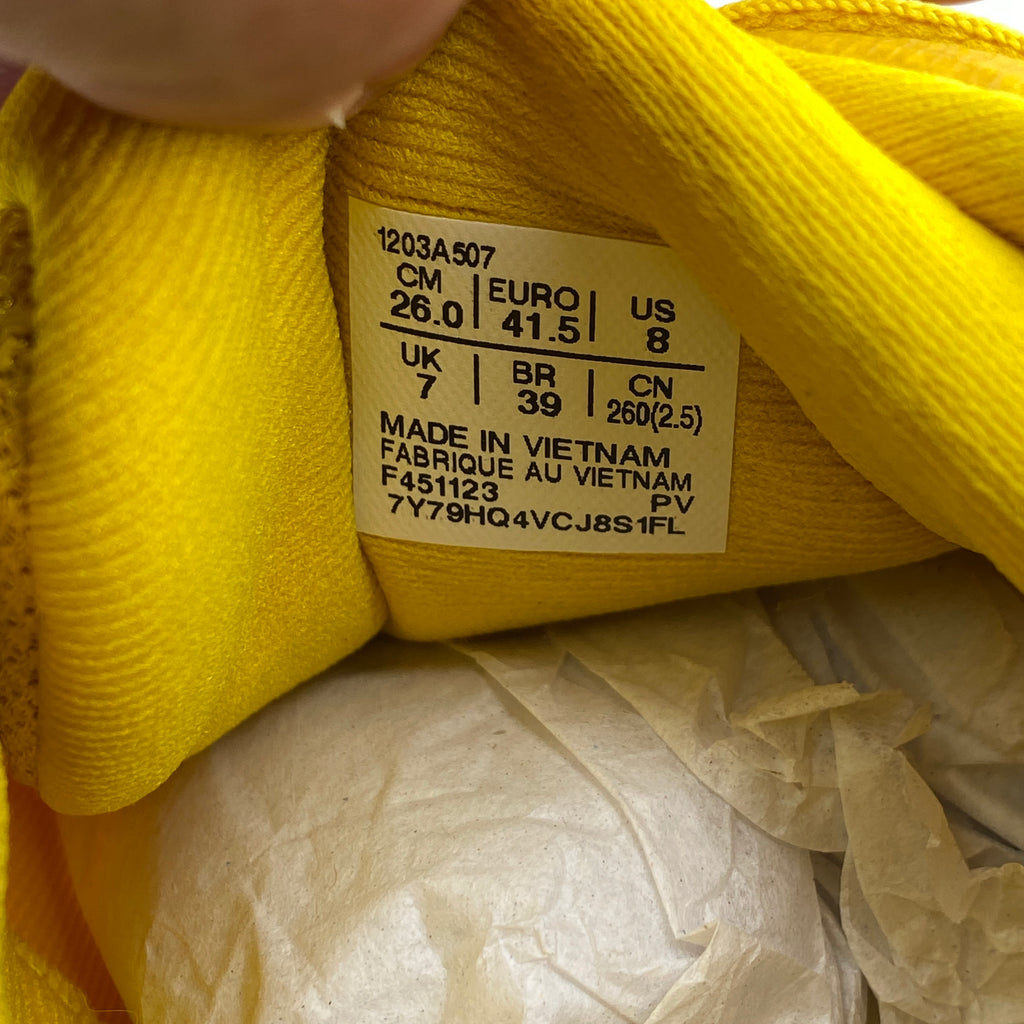 1203A507
CM | EURO | US
26.0 | 41.5 | 8
UK | BR | CN
7 | 39 | 260(2.5)
MADE IN VIETNAM
FABRIQUE AU VIETNAM
F451123 PV
7Y79HQ4VCJ8S1FL